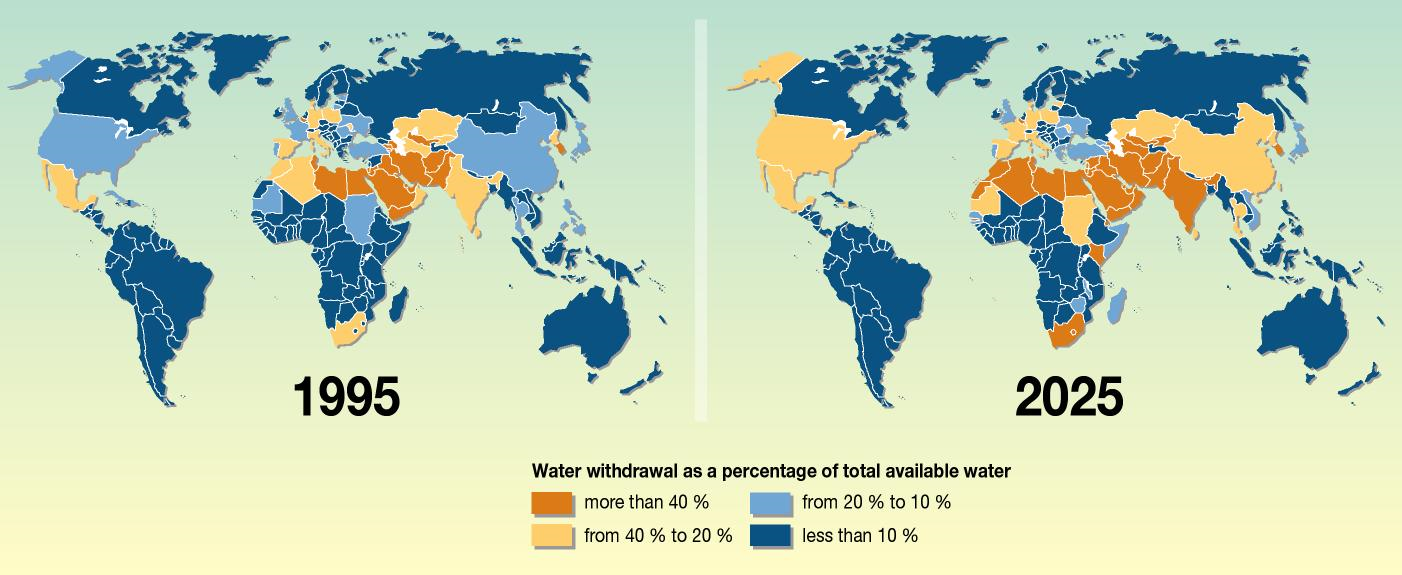 1995
2025
Water withdrawal as a percentage of total available water
more than 40 %
from 20 % to 10 %
from 40 % to 20 %
less than 10 %